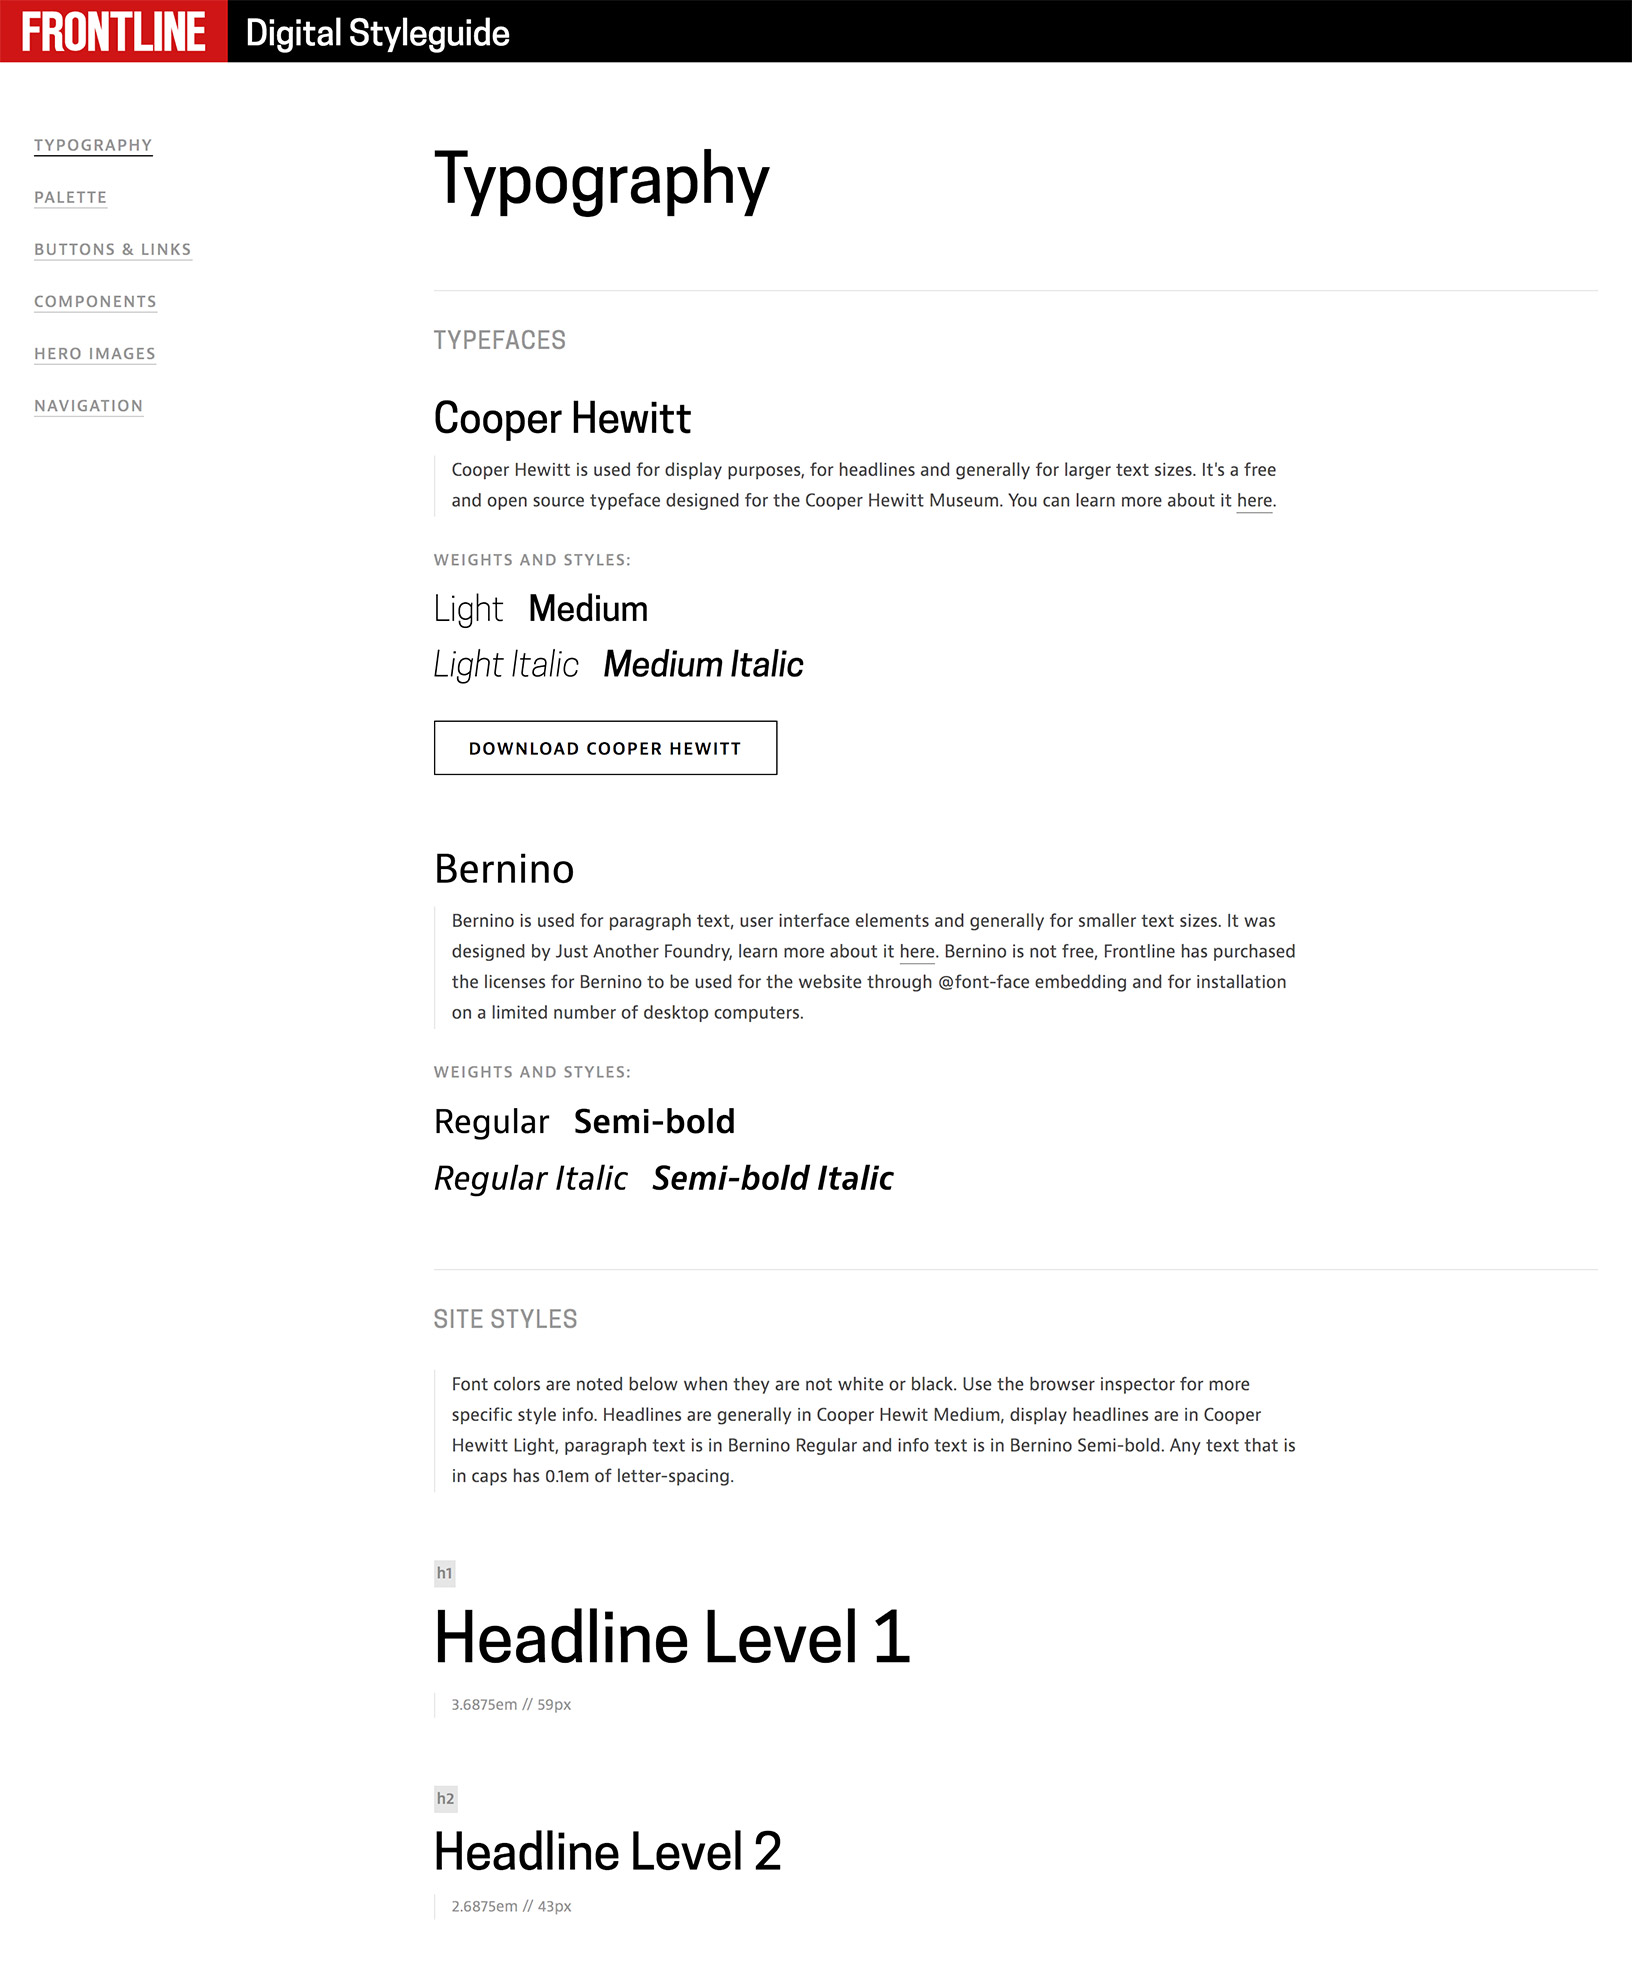 FRONTLINE Digital Styleguide
TYPOGRAPHY
PALETTE
BUTTONS & LINKS
COMPONENTS
HERO IMAGES
NAVIGATION
Typography
TYPEFACES
Cooper Hewitt
Cooper Hewitt is used for display purposes, for headlines and generally for larger text sizes. It's a free
and open source typeface designed for the Cooper Hewitt Museum. You can learn more about it here.
WEIGHTS AND STYLES:
Light Medium
Light Italic Medium Italic
DOWNLOAD COOPER HEWITT
Bernino
Bernino is used for paragraph text, user interface elements and generally for smaller text sizes. It was
designed by Just Another Foundry, learn more about it here. Bernino is not free, Frontline has purchased
the licenses for Bernino to be used for the website through @font-face embedding and for installation
on a limited number of desktop computers.
WEIGHTS AND STYLES:
Regular Semi-bold
Regular Italic Semi-bold Italic
SITE STYLES
Font colors are noted below when they are not white or black. Use the browser inspector for more
specific style info. Headlines are generally in Cooper Hewit Medium, display headlines are in Cooper
Hewitt Light, paragraph text is in Bernino Regular and info text is in Bernino Semi-bold. Any text that is
in caps has 0.1em of letter-spacing.
h1
Headline Level 1
3.6875em // 59px
h2
Headline Level 2
2.6875em // 43px